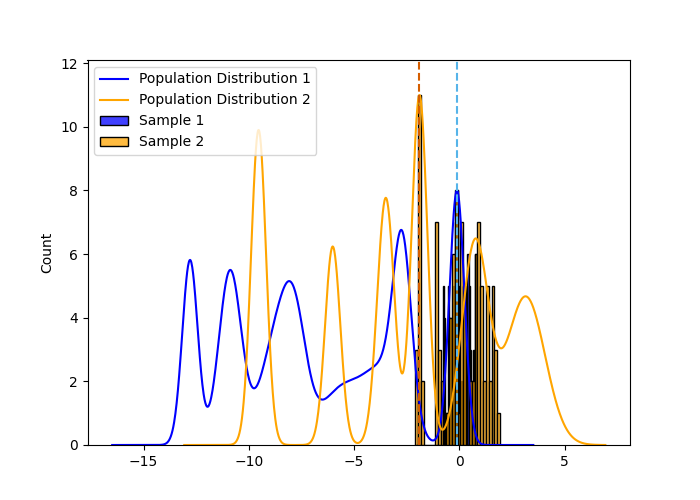 Population Distribution 1
Population Distribution 2
Sample 1
Sample 2
Count
12
10
8
6
4
2
0
−15
−10
−5
0
5